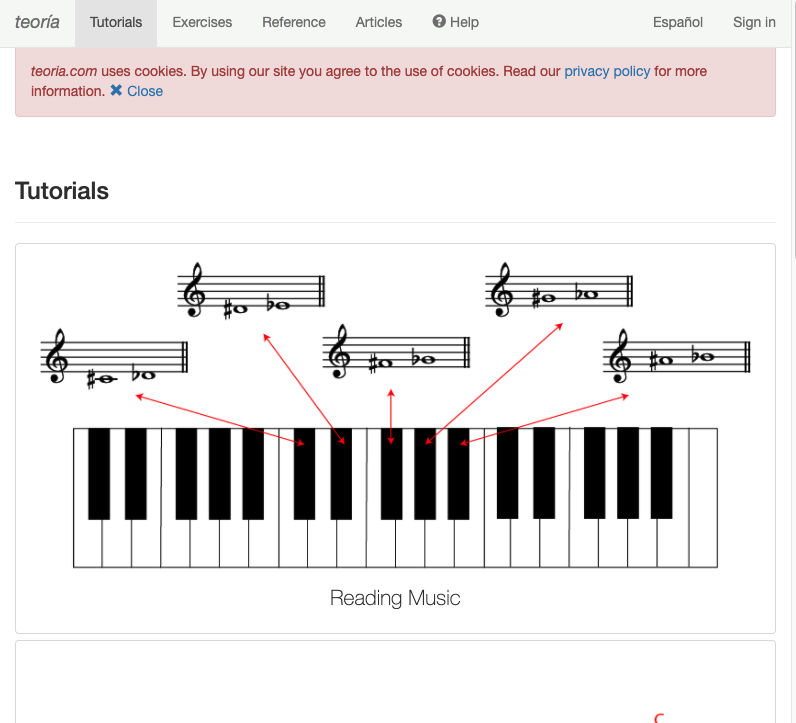 teoría Tutorials Exercises Reference Articles Help Español Sign in
teoria.com uses cookies. By using our site you agree to the use of cookies. Read our privacy policy for more
information. ✖ Close
Tutorials
Reading Music